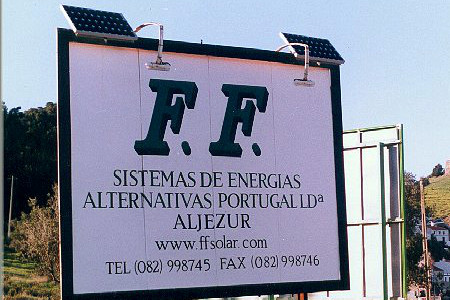 F. F.
SISTEMAS DE ENERGIAS
ALTERNATIVAS PORTUGAL LDª
ALJEZUR
www.ffsolar.com
TEL (082) 998745 FAX (082) 998746